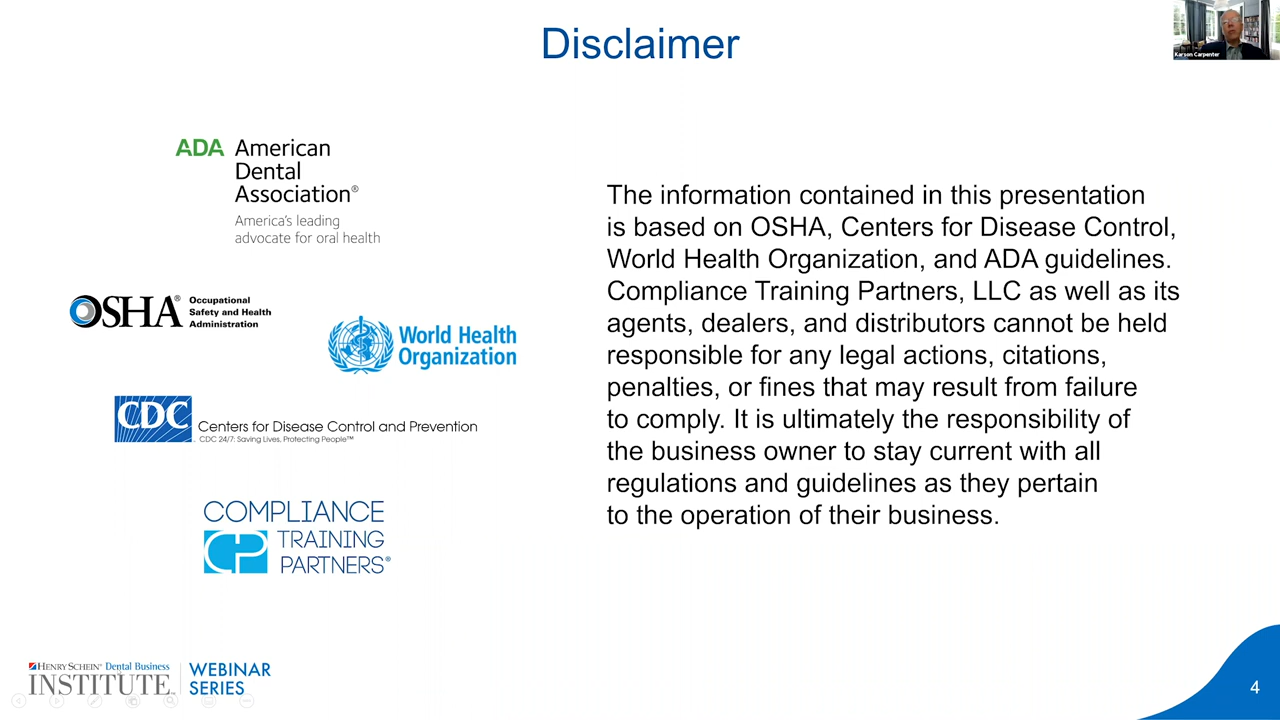 Disclaimer
Karson Carpenter
ADA American
Dental
Association®
America's leading
advocate for oral health
OSHA® Occupational
Safety and Health
Administration
World Health
Organization
CDC Centers for Disease Control and Prevention
CDC 24/7: Saving Lives, Protecting People™
COMPLIANCE
TRAINING
PARTNERS®
The information contained in this presentation
is based on OSHA, Centers for Disease Control,
World Health Organization, and ADA guidelines.
Compliance Training Partners, LLC as well as its
agents, dealers, and distributors cannot be held
responsible for any legal actions, citations,
penalties, or fines that may result from failure
to comply. It is ultimately the responsibility of
the business owner to stay current with all
regulations and guidelines as they pertain
to the operation of their business.
HENRY SCHEIN® Dental Business
INSTITUTE™
WEBINAR
SERIES
4